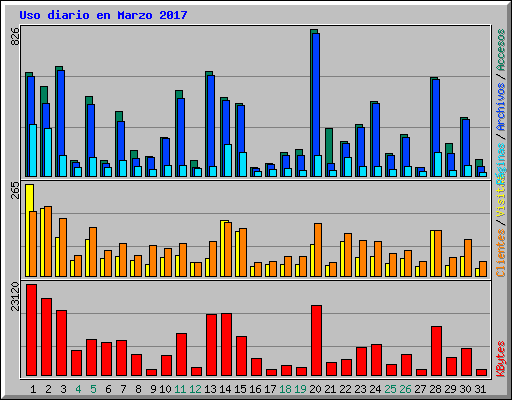 Uso diario en Marzo 2017
826
265
23120
Clientes / Visitas
Páginas / Archivos / Accesos
KBytes
1 2 3 4 5 6 7 8 9 10 11 12 13 14 15 16 17 18 19 20 21 22 23 24 25 26 27 28 29 30 31